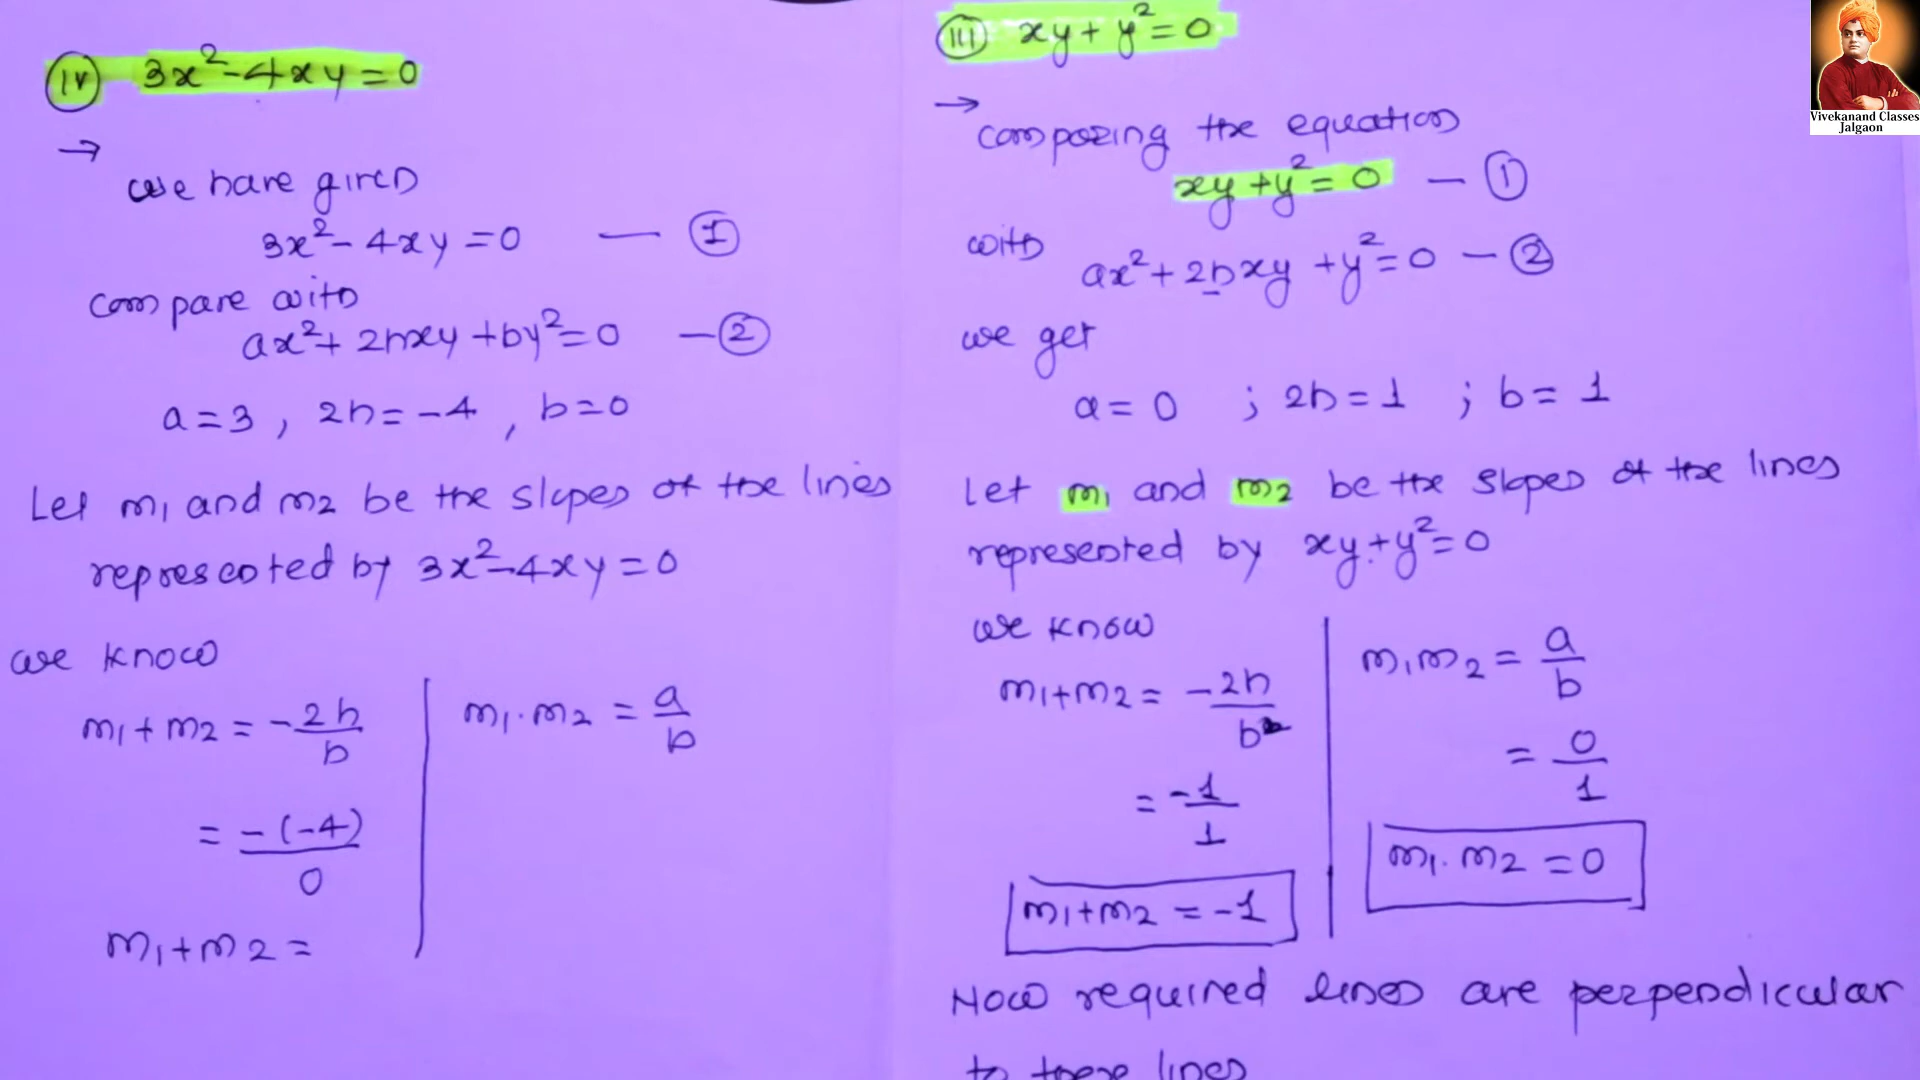 (iv) 3x² - 4xy = 0
→
we have given
3x² - 4xy = 0 — (1)
compare with
ax² + 2hxy + by² = 0 — (2)
a = 3 , 2h = -4 , b = 0
Let m1 and m2 be the slopes of the lines
represented by 3x² - 4xy = 0
we know
m1 + m2 = -2h/b
= -(-4)/0
m1 + m2 =
m1 . m2 = a/b
(iii) xy + y² = 0
→
comparing the equation
xy + y² = 0 — (1)
with
ax² + 2hxy + y² = 0 — (2)
we get
a = 0 ; 2h = 1 ; b = 1
Let m1 and m2 be the slopes of the lines
represented by xy + y² = 0
we know
m1 + m2 = -2h/b
= -1/1
m1 + m2 = -1
m1 m2 = a/b
= 0/1
m1 . m2 = 0
Now required lines are perpendicular
to these lines
Vivekanand Classes
Jalgaon